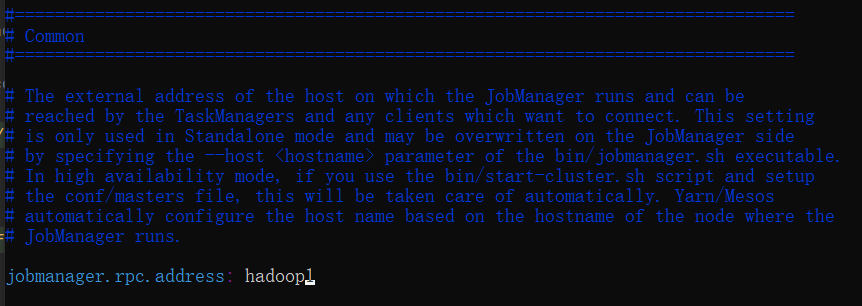 #==============================================================================
# Common
#==============================================================================
# The external address of the host on which the JobManager runs and can be
# reached by the TaskManagers and any clients which want to connect. This setting
# is only used in Standalone mode and may be overwritten on the JobManager side
# by specifying the --host <hostname> parameter of the bin/jobmanager.sh executable.
# In high availability mode, if you use the bin/start-cluster.sh script and setup
# the conf/masters file, this will be taken care of automatically. Yarn/Mesos
# automatically configure the host name based on the hostname of the node where the
# JobManager runs.
jobmanager.rpc.address: hadoop1